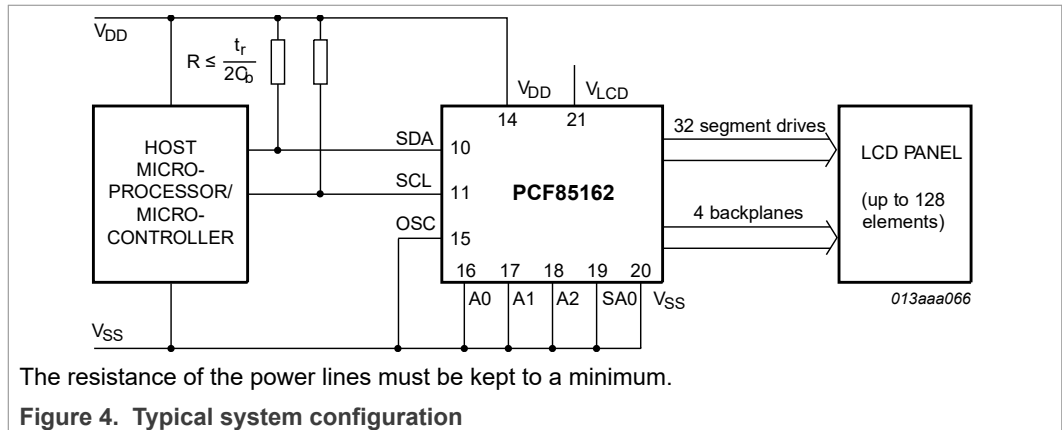 VDD
R ≤ tr
2Cb
VDD
VLCD
14
21
HOST
MICRO-
PROCESSOR/
MICRO-
CONTROLLER
SDA
10
SCL
11
PCF85162
OSC
15
16 17 18 19 20
A0 A1 A2 SA0 VSS
32 segment drives
4 backplanes
LCD PANEL
(up to 128
elements)
013aaa066
VSS
The resistance of the power lines must be kept to a minimum.
Figure 4. Typical system configuration